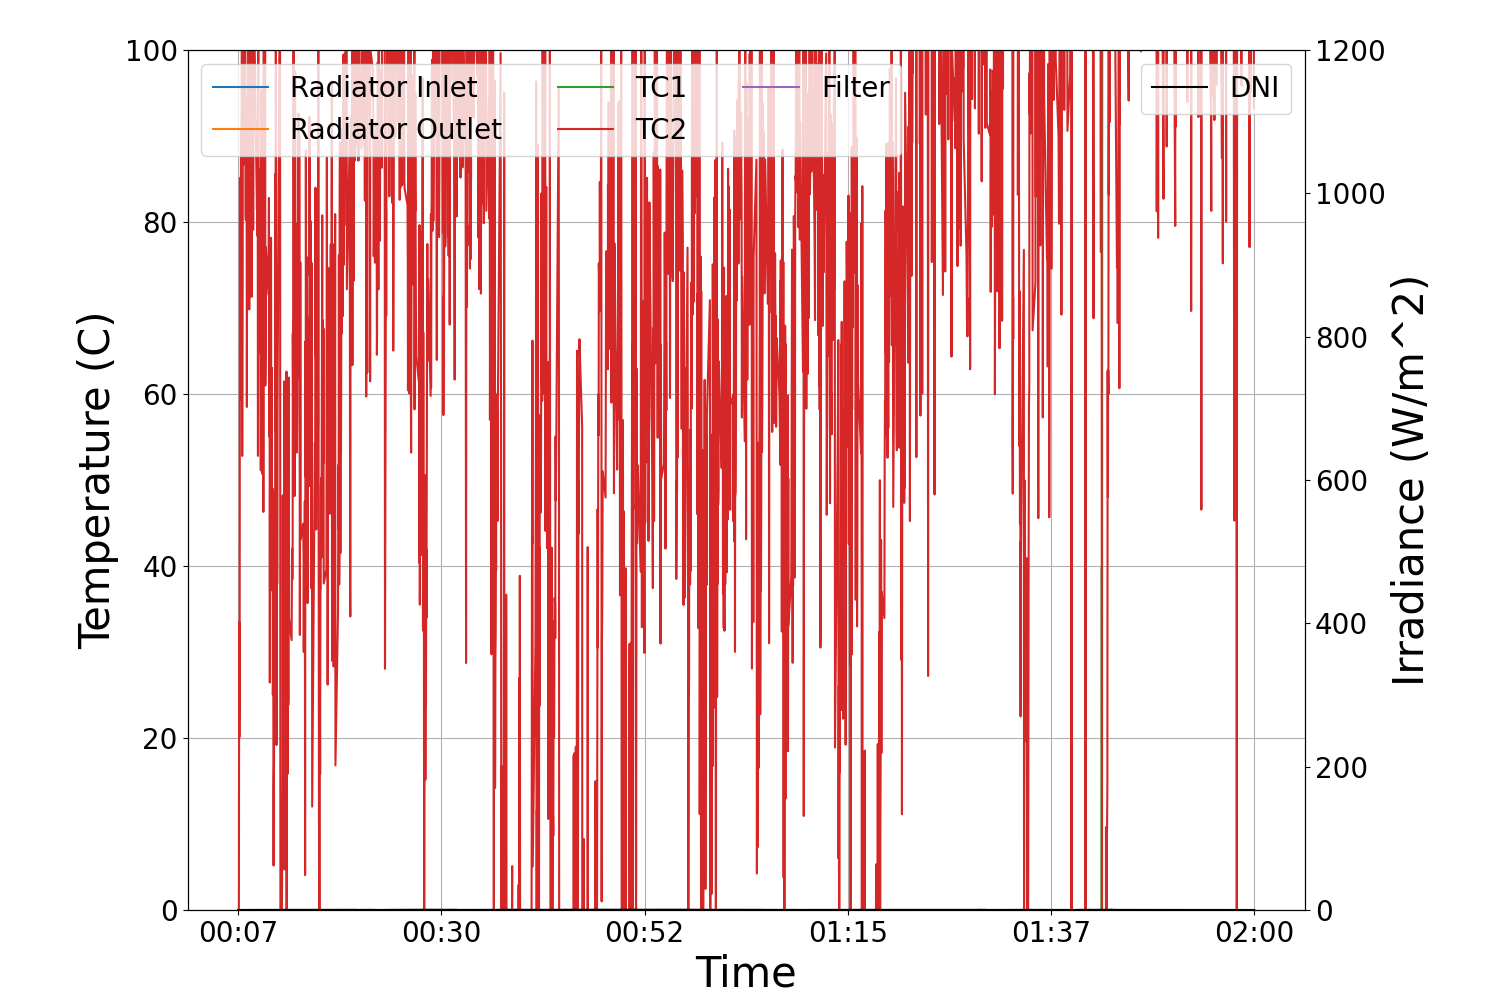 100
80
60
40
20
0
Temperature (C)
Radiator Inlet
Radiator Outlet
TC1
TC2
Filter
DNI
1200
1000
800
600
400
200
0
Irradiance (W/m^2)
00:07 00:30 00:52 01:15 01:37 02:00
Time